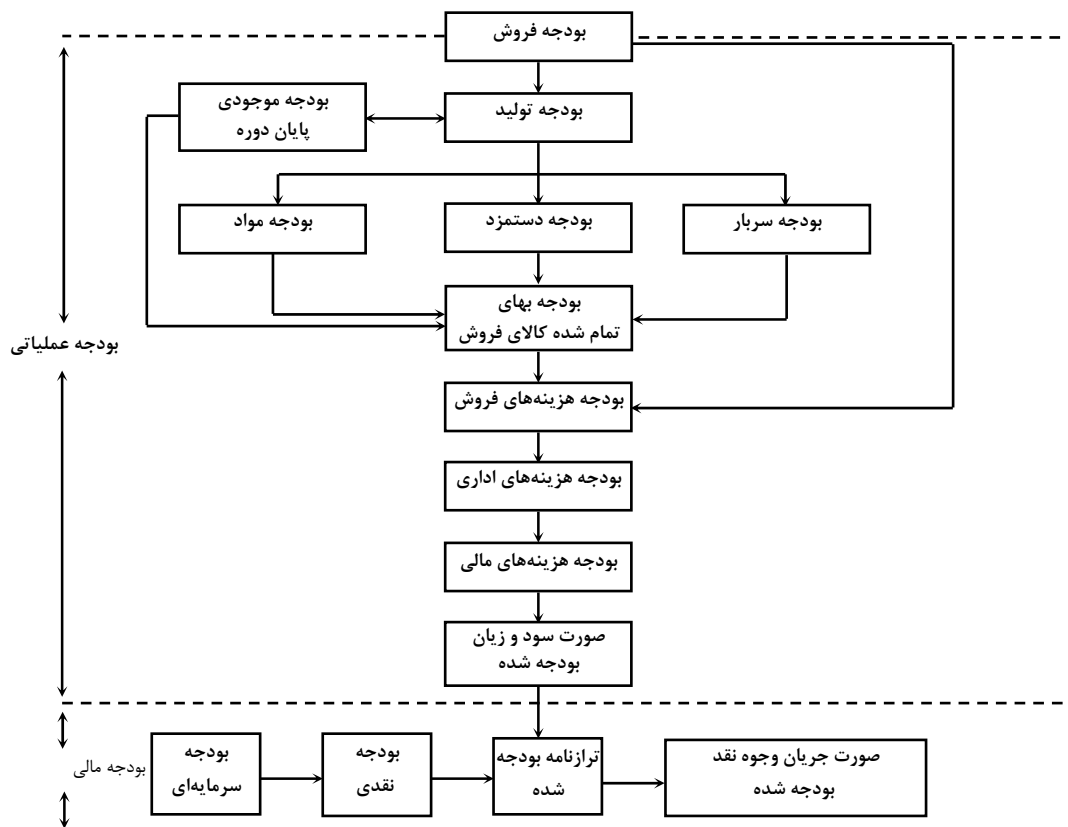 بودجه فروش
بودجه موجودی
پایان دوره
بودجه تولید
بودجه سربار
بودجه دستمزد
بودجه مواد
بودجه بهای
تمام شده کالای فروش
بودجه عملیاتی
بودجه هزینه‌های فروش
بودجه هزینه‌های اداری
بودجه هزینه‌های مالی
صورت سود و زیان
بودجه شده
بودجه مالی
بودجه
سرمایه‌ای
بودجه
نقدی
ترازنامه بودجه
شده
صورت جریان وجوه نقد
بودجه شده